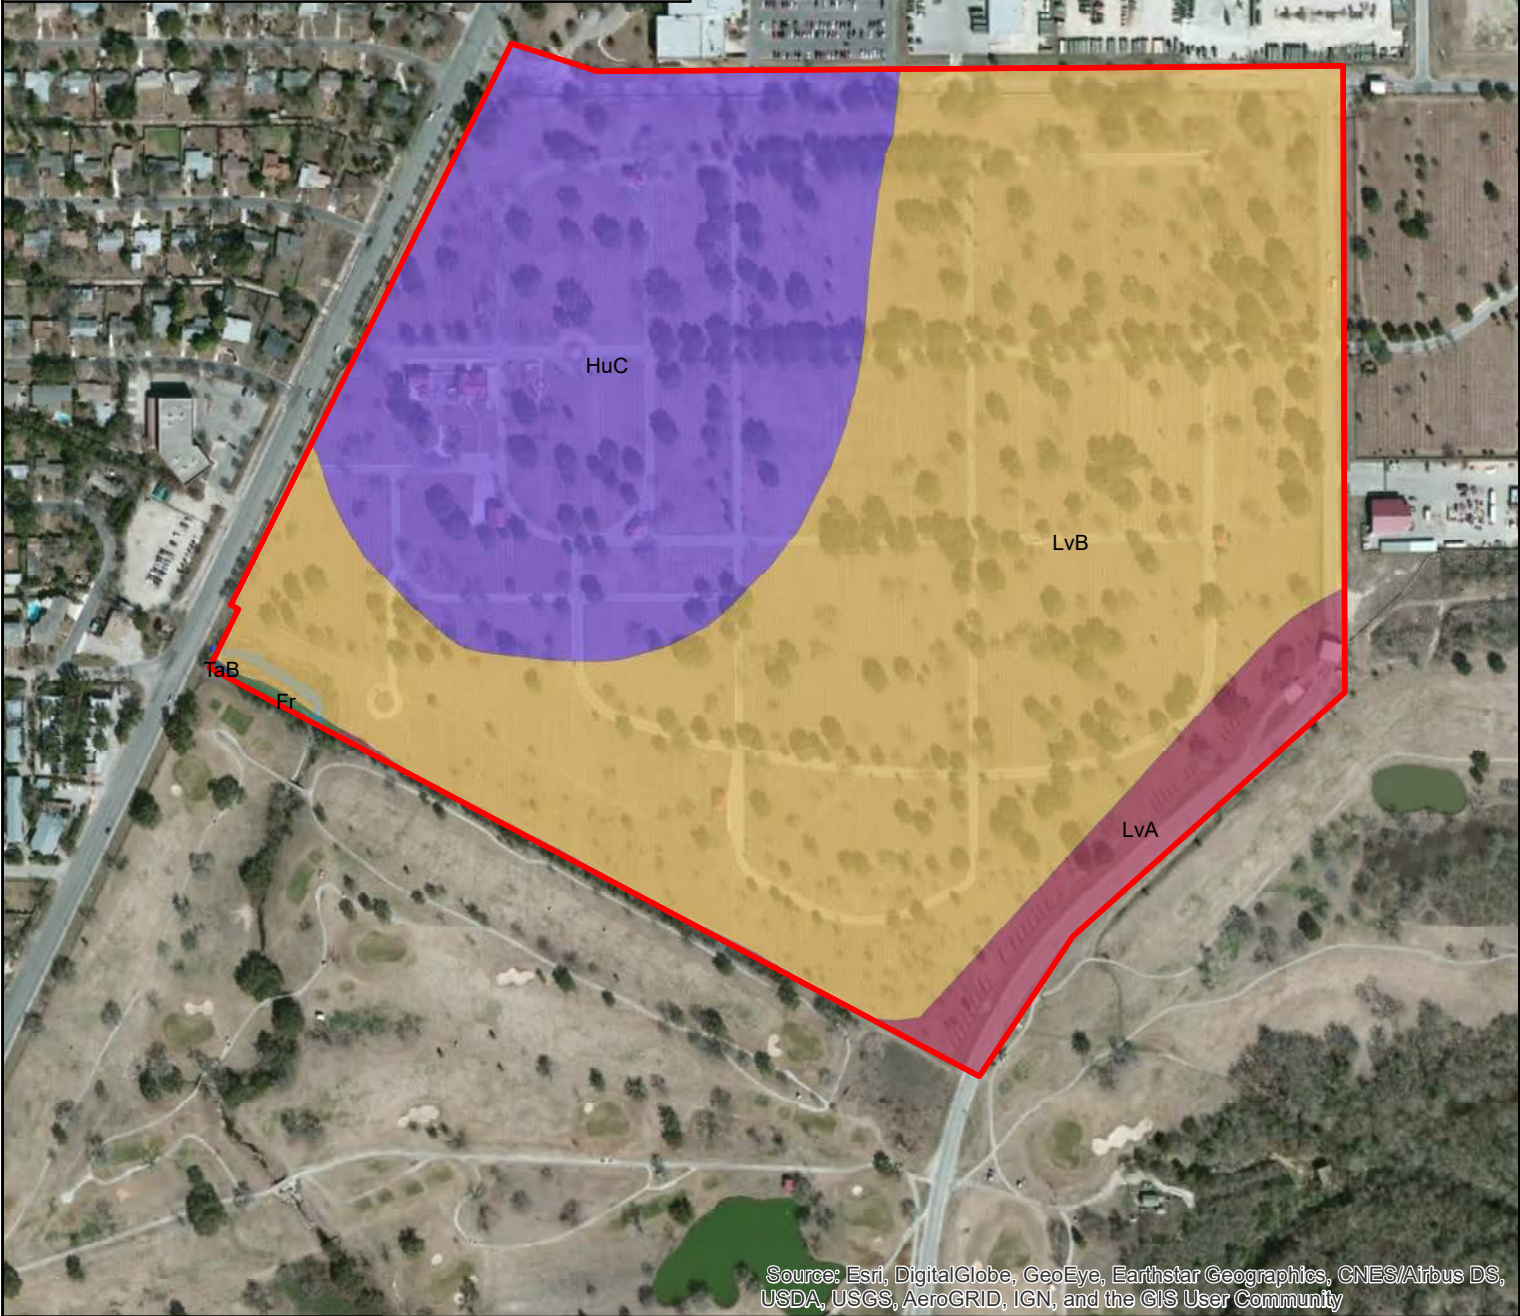 HuC
LvB
TaB
Fr
LvA
Source: Esri, DigitalGlobe, GeoEye, Earthstar Geographics, CNES/Airbus DS,
USDA, USGS, AeroGRID, IGN, and the GIS User Community